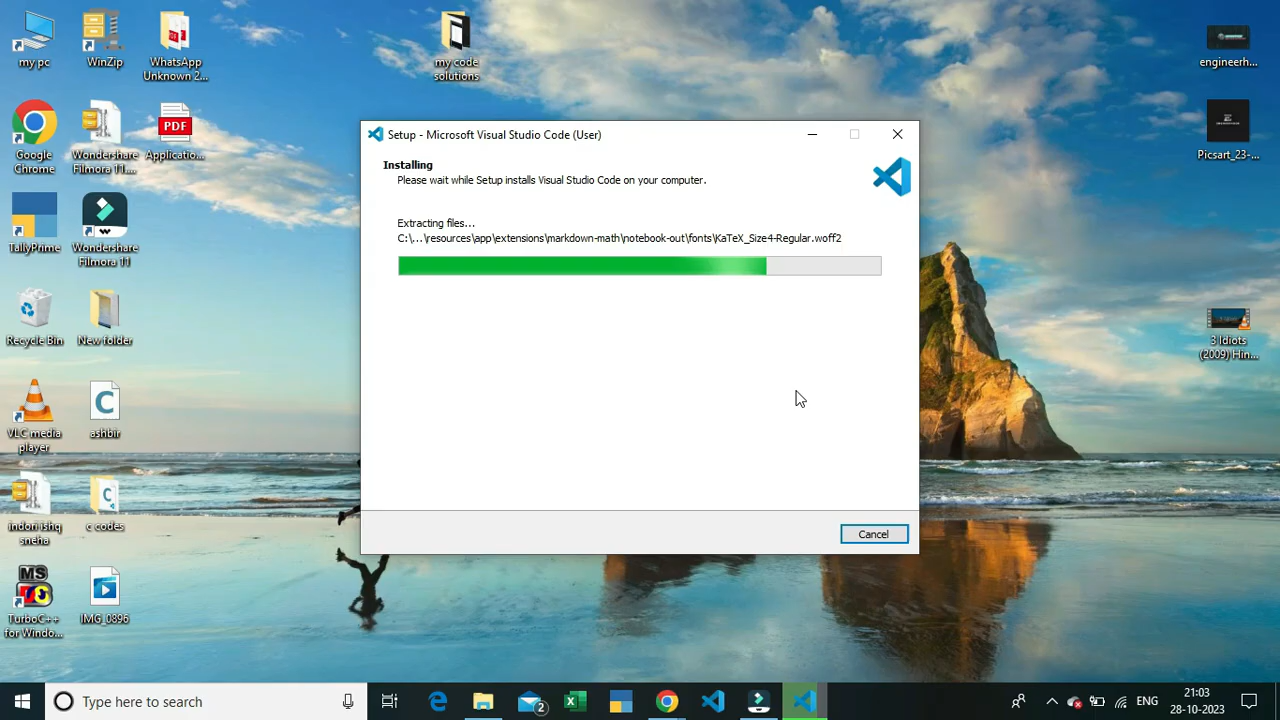 my pc
WinZip
WhatsApp
Unknown 2...
my code
solutions
engineerh...
Google
Chrome
Wondershare
Filmora 11....
PDF
Applicatio...
Picsart_23-...
TallyPrime
Wondershare
Filmora 11
Recycle Bin
New folder
3 Idiots
(2009) Hin...
VLC media
player
C
ashbir
indori ishq
sneha
C
c codes
MS
TurboC++
for Windo...
IMG_0896
Setup - Microsoft Visual Studio Code (User)
Installing
Please wait while Setup installs Visual Studio Code on your computer.
Extracting files...
C:\...\resources\app\extensions\markdown-math\notebook-out\fonts\KaTeX_Size4-Regular.woff2
Cancel
Type here to search
2
ENG
21:03
28-10-2023